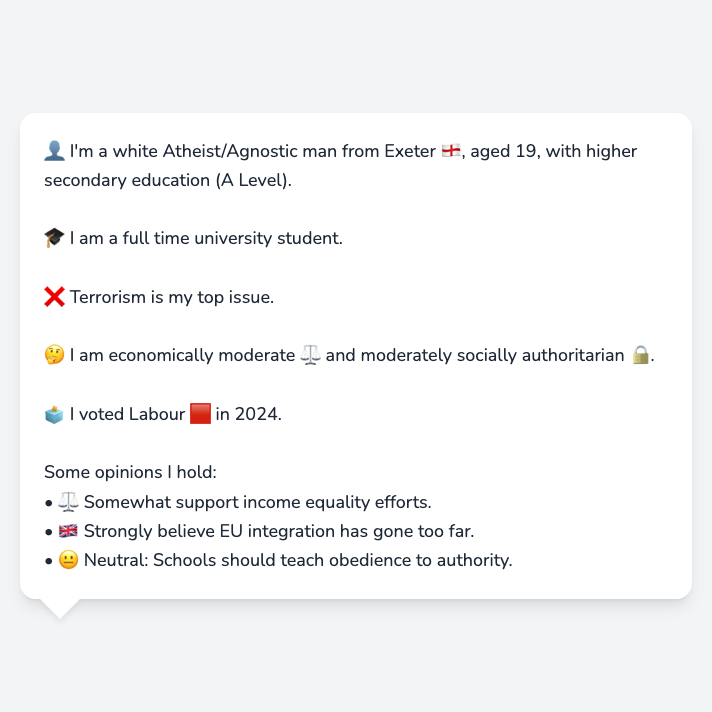 👤 I'm a white Atheist/Agnostic man from Exeter 🏴󠁧󠁢󠁥󠁮󠁧󠁿, aged 19, with higher
secondary education (A Level).
🎓 I am a full time university student.
❌ Terrorism is my top issue.
🤔 I am economically moderate ⚖️ and moderately socially authoritarian 🔒.
🗳️ I voted Labour 🟥 in 2024.
Some opinions I hold:
• ⚖️ Somewhat support income equality efforts.
• 🇬🇧 Strongly believe EU integration has gone too far.
• 😐 Neutral: Schools should teach obedience to authority.